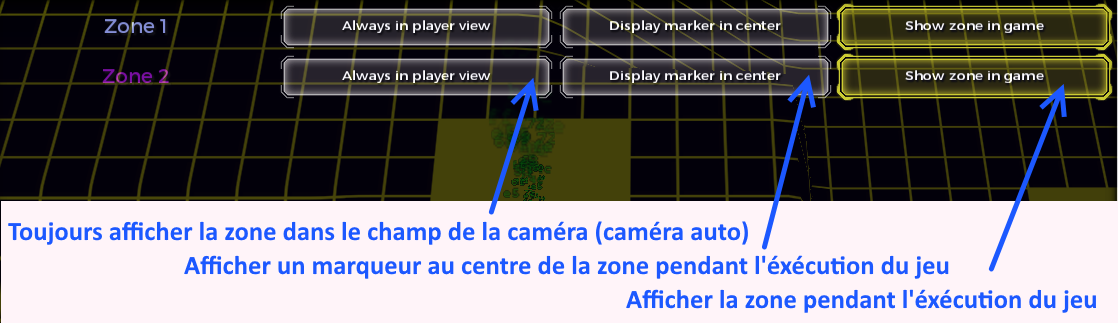 Zone 1 Always in player view Display marker in center Show zone in game
Zone 2 Always in player view Display marker in center Show zone in game
Toujours afficher la zone dans le champ de la caméra (caméra auto)
Afficher un marqueur au centre de la zone pendant l'éxécution du jeu
Afficher la zone pendant l'éxécution du jeu